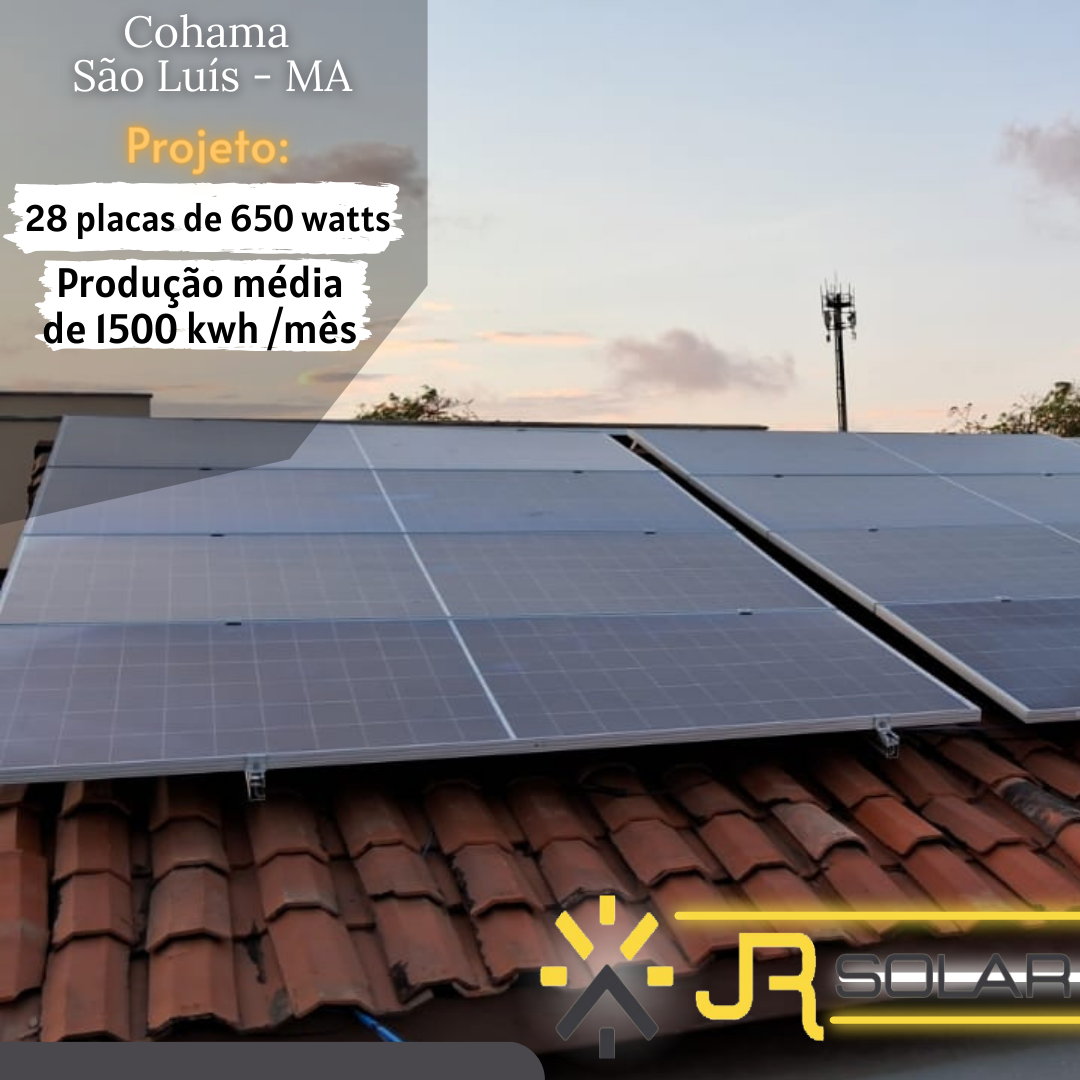 Cohama
São Luís - MA
Projeto:
28 placas de 650 watts
Produção média
de 1500 kwh /mês
JR SOLAR